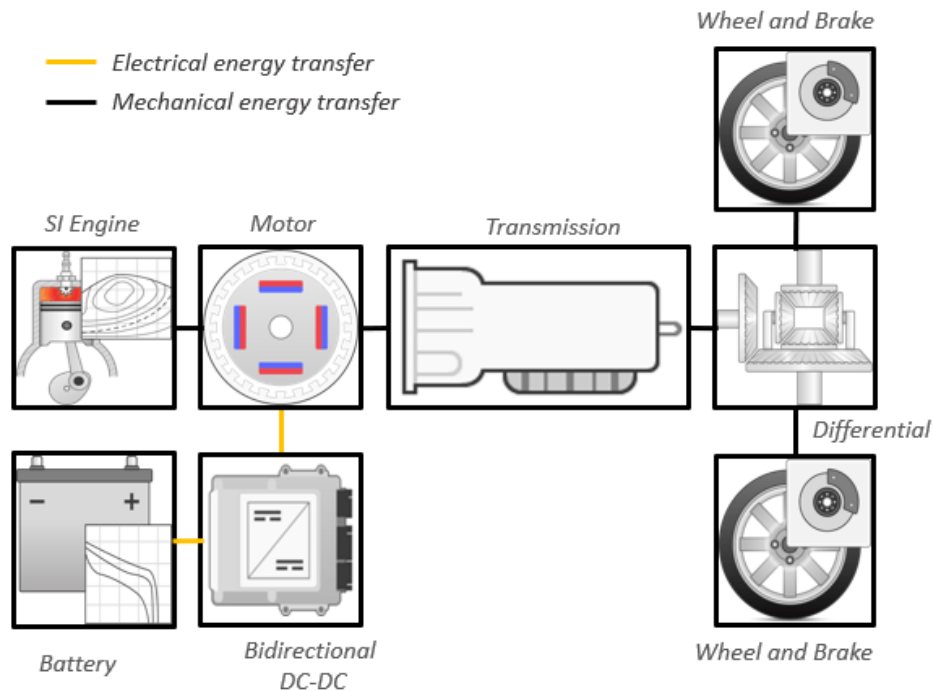 Wheel and Brake
Electrical energy transfer
Mechanical energy transfer
SI Engine
Motor
Transmission
Differential
− +
Battery
Bidirectional
DC-DC
Wheel and Brake